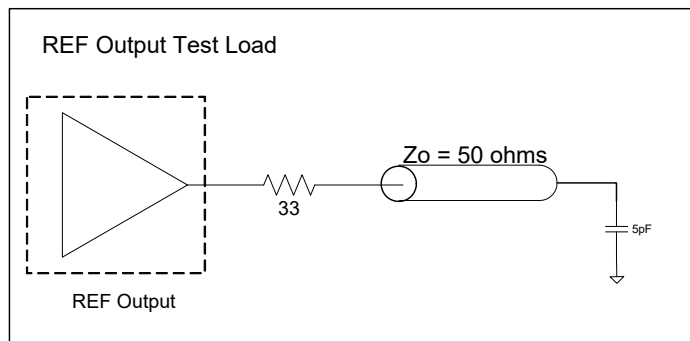 REF Output Test Load
Zo = 50 ohms
33
5pF
REF Output